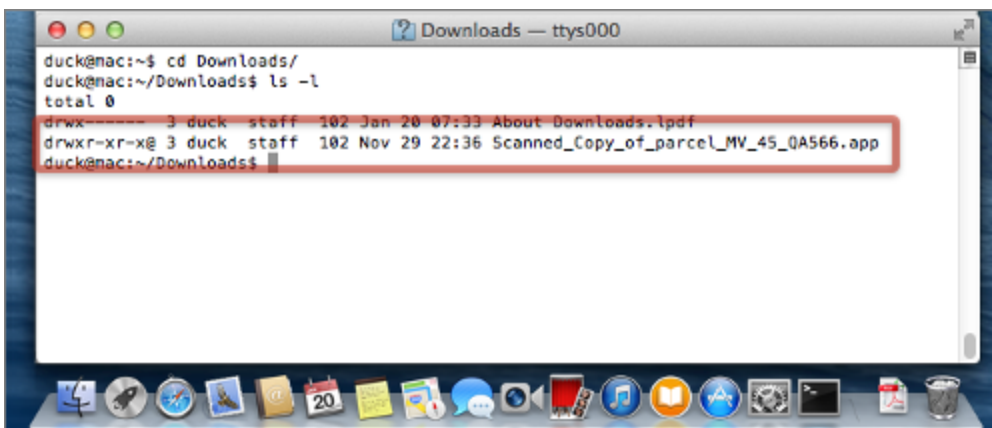 Downloads — ttys000
duck@mac:~$ cd Downloads/
duck@mac:~/Downloads$ ls -l
total 0
drwx------  3 duck  staff  102 Jan 20 07:33 About Downloads.lpdf
drwxr-xr-x@ 3 duck  staff  102 Nov 29 22:36 Scanned_Copy_of_parcel_MV_45_QA566.app
duck@mac:~/Downloads$
20